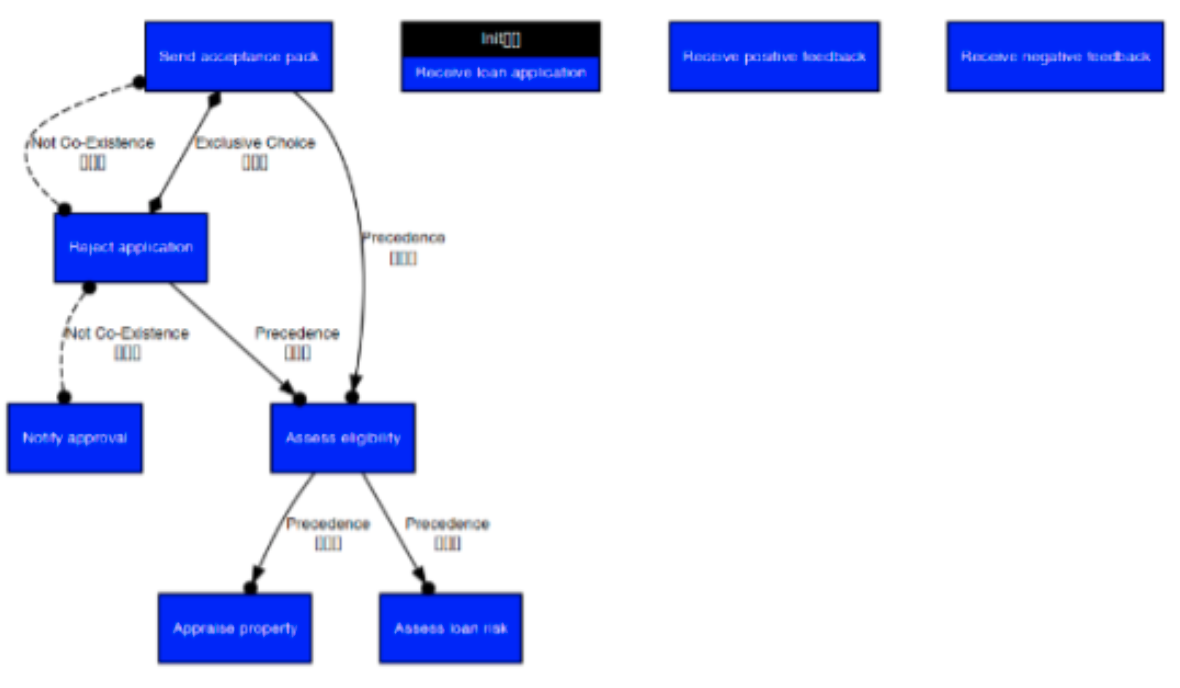 Send acceptance pack
Init▯▯
Receive loan application
Receive positive feedback
Receive negative feedback
Not Co-Existence
▯▯▯
Exclusive Choice
▯▯▯
Reject application
Precedence
▯▯▯
Not Co-Existence
▯▯▯
Precedence
▯▯▯
Notify approval
Assess eligibility
Precedence
▯▯▯
Precedence
▯▯▯
Appraise property
Assess loan risk